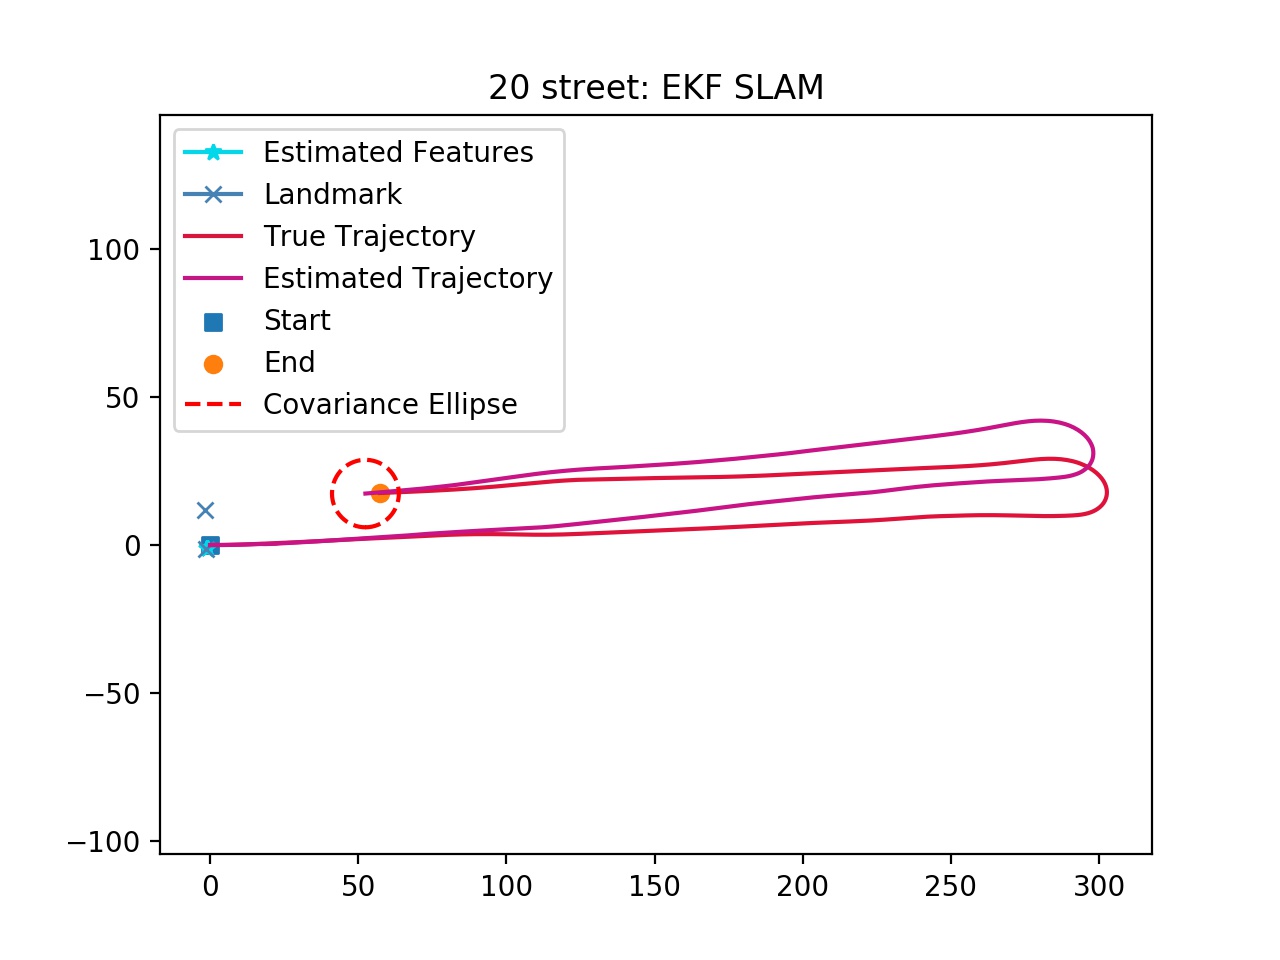 20 street: EKF SLAM
Estimated Features
Landmark
True Trajectory
Estimated Trajectory
Start
End
Covariance Ellipse
100
50
0
−50
−100
0 50 100 150 200 250 300